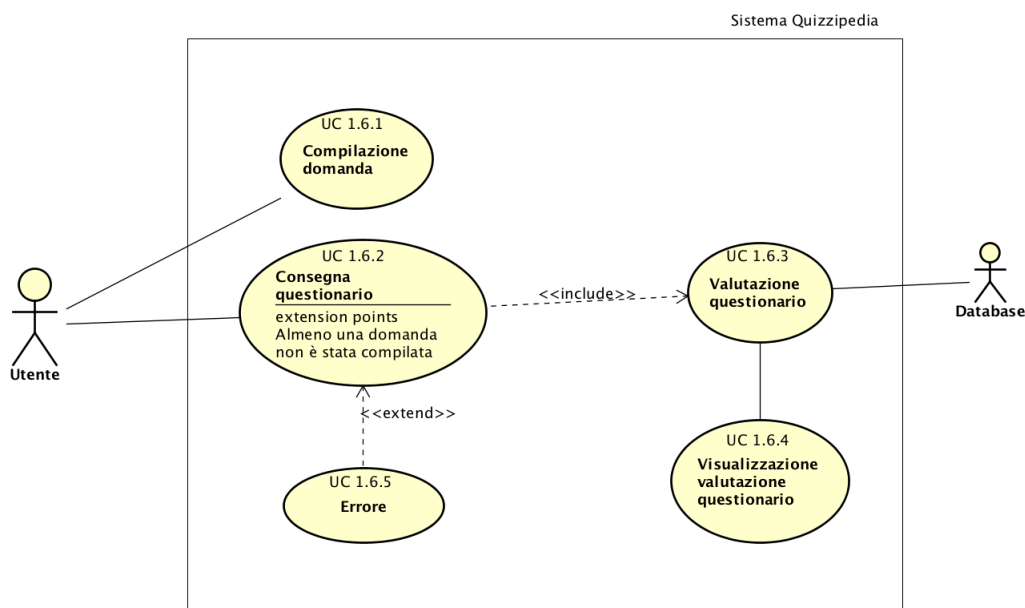 Sistema Quizzipedia
UC 1.6.1
Compilazione
domanda
UC 1.6.2
Consegna
questionario
extension points
Almeno una domanda
non è stata compilata
<<include>>
UC 1.6.3
Valutazione
questionario
Database
Utente
<<extend>>
UC 1.6.4
Visualizzazione
valutazione
questionario
UC 1.6.5
Errore